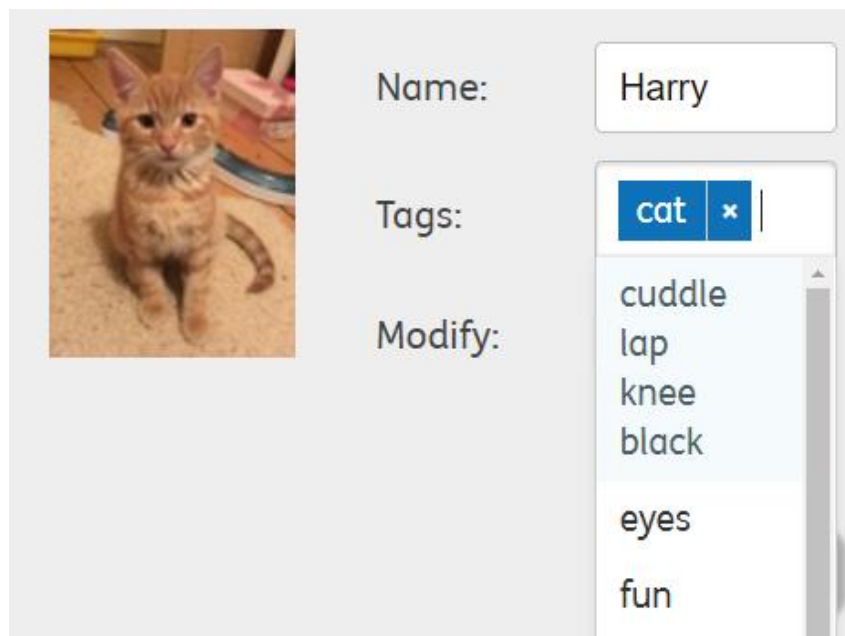 Name: Harry
Tags: cat ×
cuddle
lap
Modify:
knee
black
eyes
fun